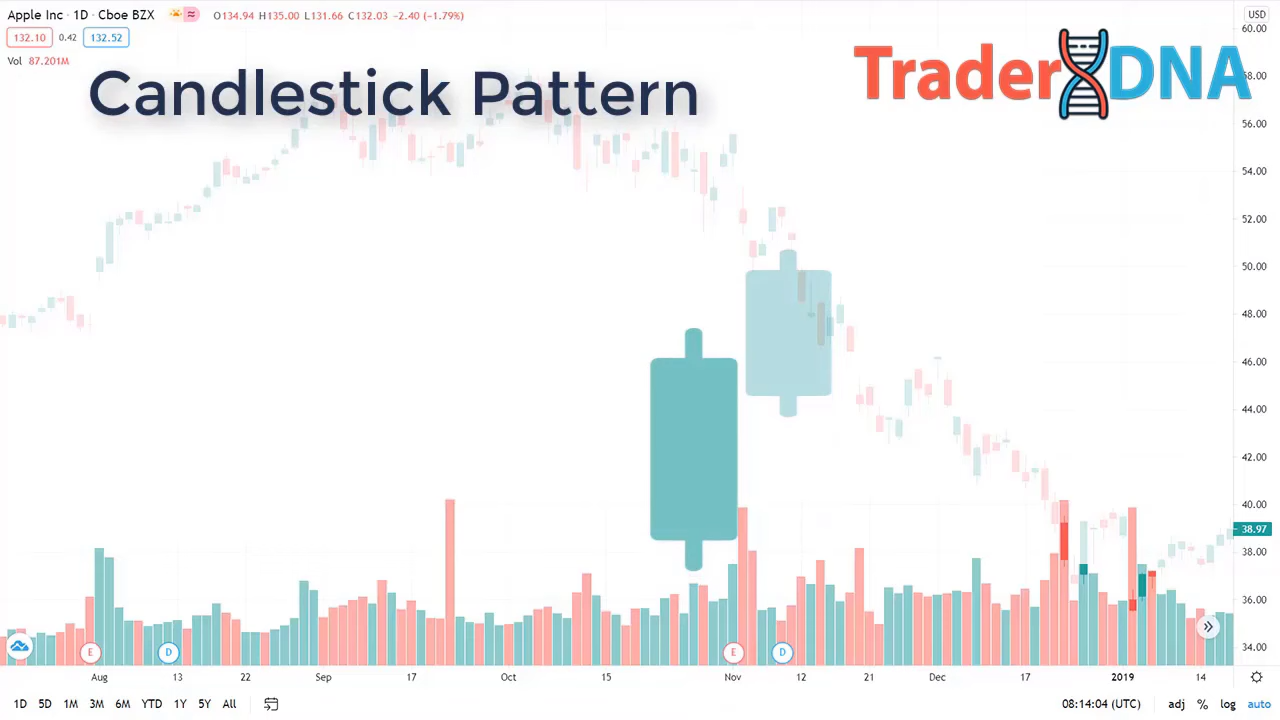 Apple Inc · 1D · Cboe BZX O134.94 H135.00 L131.66 C132.03 −2.40 (−1.79%)
132.10 0.42 132.52
Vol 87.201M
Candlestick Pattern
TraderDNA
USD
60.00
58.00
56.00
54.00
52.00
50.00
48.00
46.00
44.00
42.00
40.00
38.97
38.00
36.00
34.00
E D E D
Aug 13 22 Sep 17 Oct 15 Nov 12 21 Dec 17 2019 14
1D 5D 1M 3M 6M YTD 1Y 5Y All 08:14:04 (UTC) adj % log auto